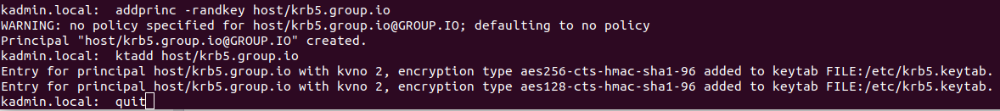 kadmin.local:  addprinc -randkey host/krb5.group.io
WARNING: no policy specified for host/krb5.group.io@GROUP.IO; defaulting to no policy
Principal "host/krb5.group.io@GROUP.IO" created.
kadmin.local:  ktadd host/krb5.group.io
Entry for principal host/krb5.group.io with kvno 2, encryption type aes256-cts-hmac-sha1-96 added to keytab FILE:/etc/krb5.keytab.
Entry for principal host/krb5.group.io with kvno 2, encryption type aes128-cts-hmac-sha1-96 added to keytab FILE:/etc/krb5.keytab.
kadmin.local:  quit